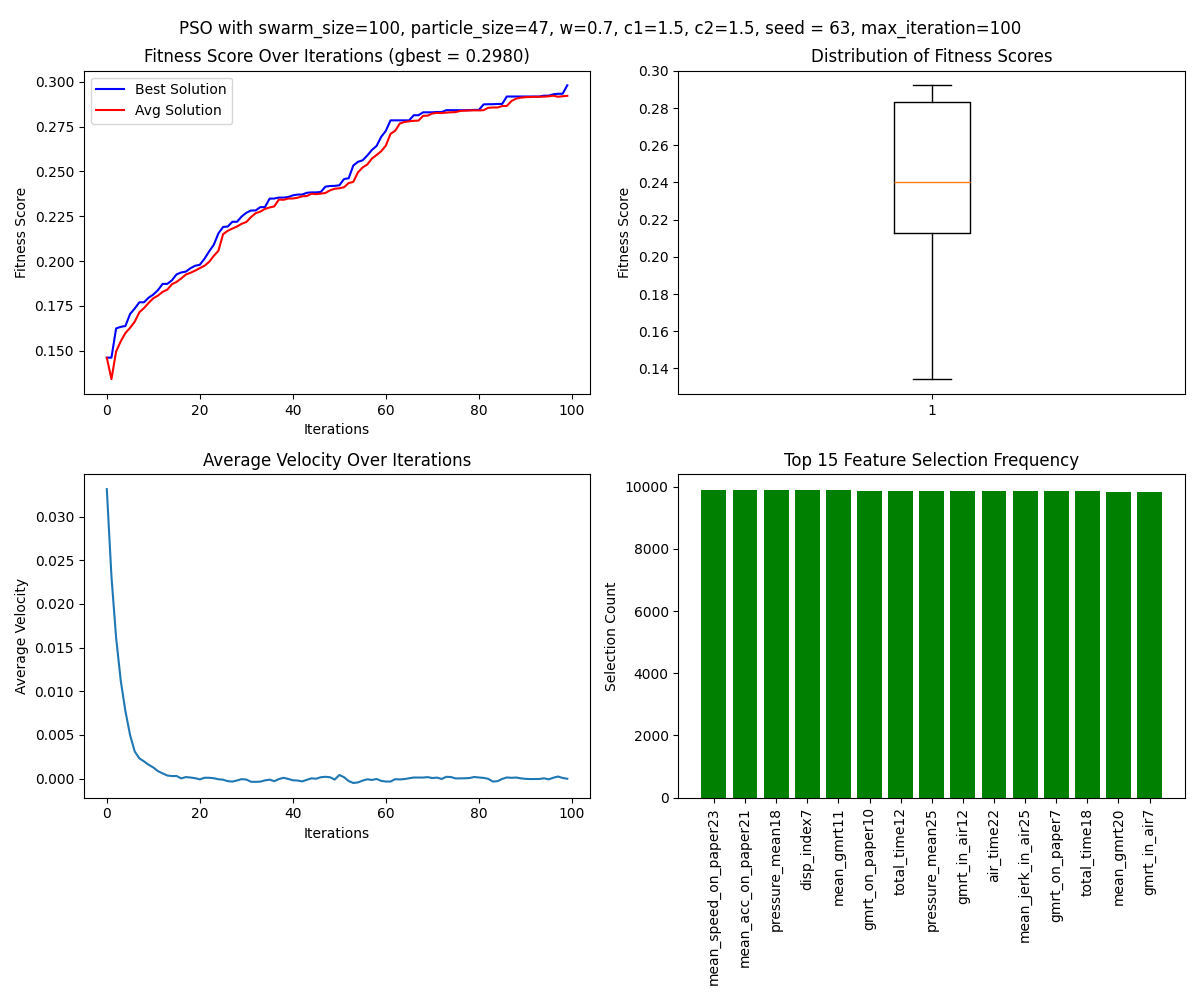 PSO with swarm_size=100, particle_size=47, w=0.7, c1=1.5, c2=1.5, seed = 63, max_iteration=100
Fitness Score Over Iterations (gbest = 0.2980)
Best Solution
Avg Solution
0.300
0.275
0.250
0.225
0.200
0.175
0.150
Fitness Score
0 20 40 60 80 100
Iterations
Distribution of Fitness Scores
0.30
0.28
0.26
0.24
0.22
0.20
0.18
0.16
0.14
Fitness Score
1
Average Velocity Over Iterations
0.030
0.025
0.020
0.015
0.010
0.005
0.000
Average Velocity
0 20 40 60 80 100
Iterations
Top 15 Feature Selection Frequency
10000
8000
6000
4000
2000
0
Selection Count
mean_speed_on_paper23
mean_acc_on_paper21
pressure_mean18
disp_index7
mean_gmrt11
gmrt_on_paper10
total_time12
pressure_mean25
gmrt_in_air12
air_time22
mean_jerk_in_air25
gmrt_on_paper7
total_time18
mean_gmrt20
gmrt_in_air7